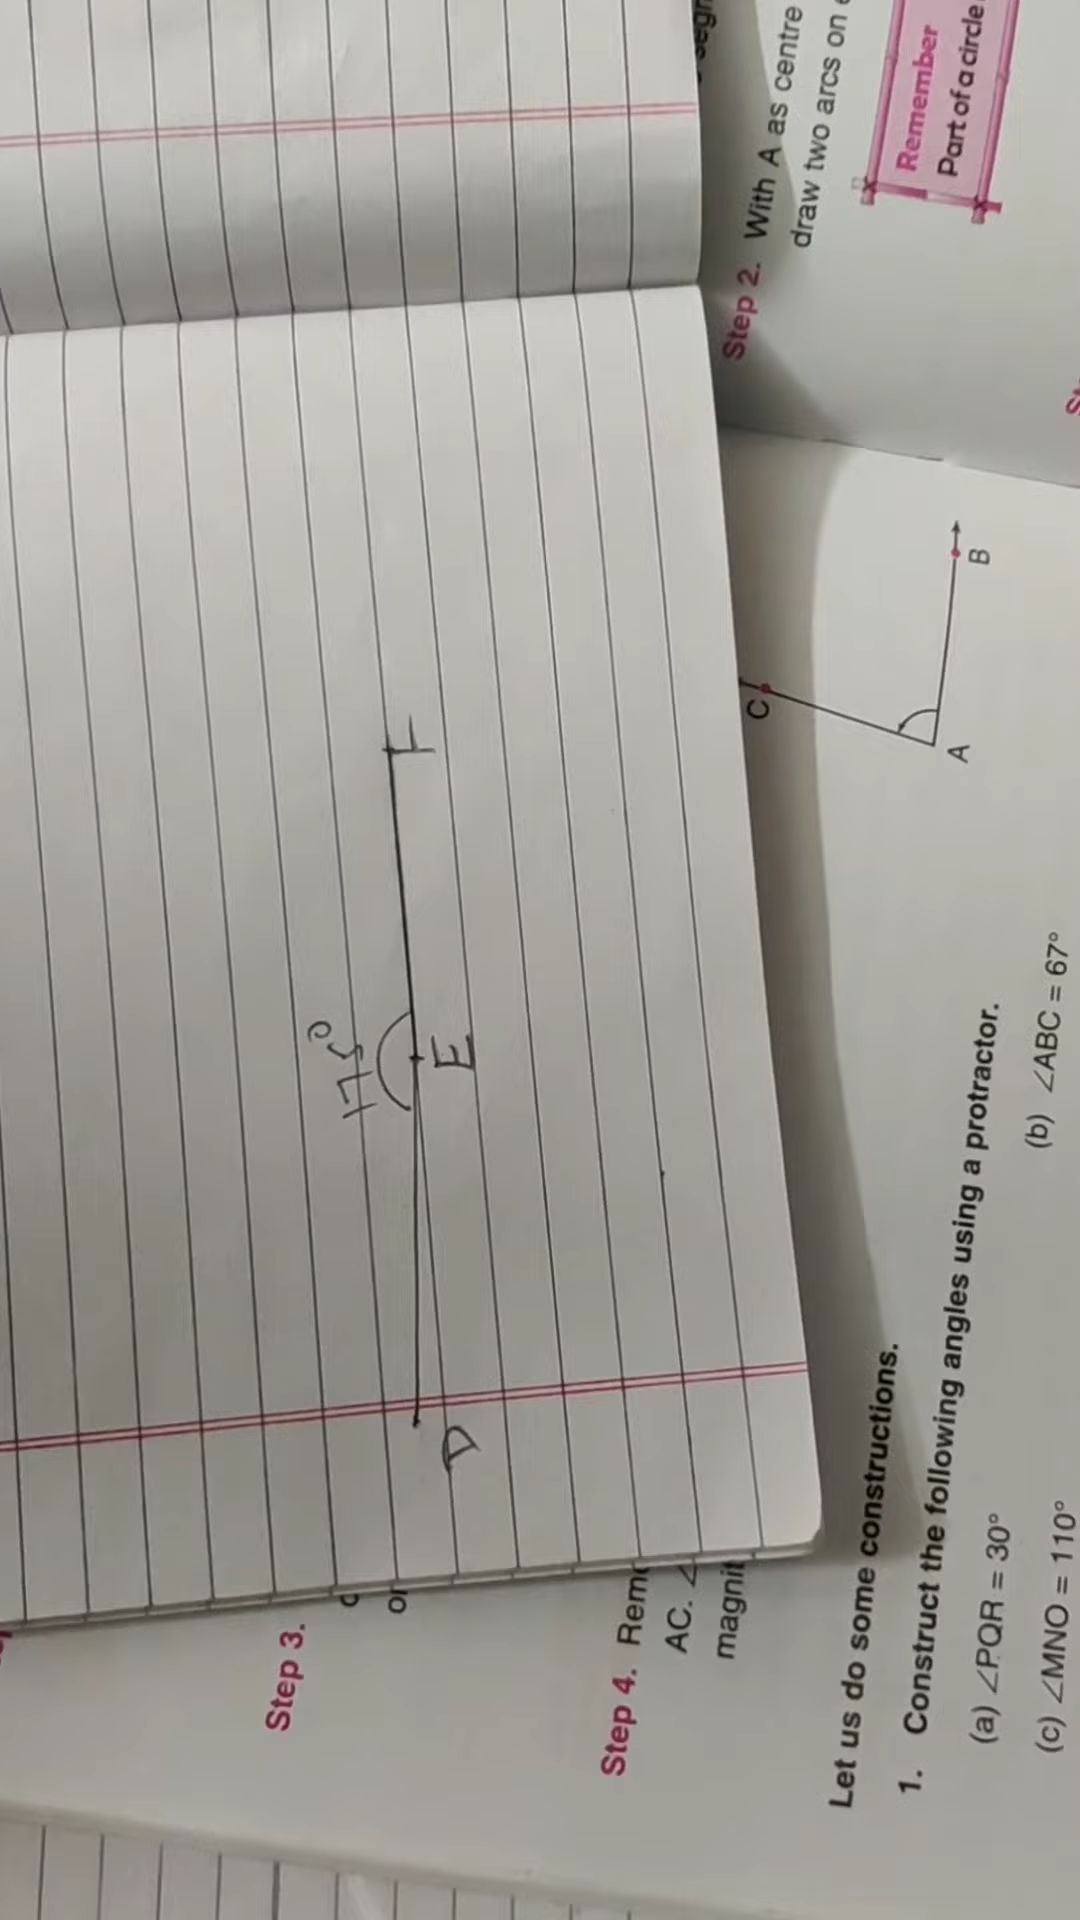 175°
D E F
Step 2. With A as centre
draw two arcs on
Remember
Part of a circle
Step 3.
or
Step 4. Rem
AC. ∠
magnit
C
A B
Let us do some constructions.
1. Construct the following angles using a protractor.
(a) ∠PQR = 30° (b) ∠ABC = 67°
(c) ∠MNO = 110°